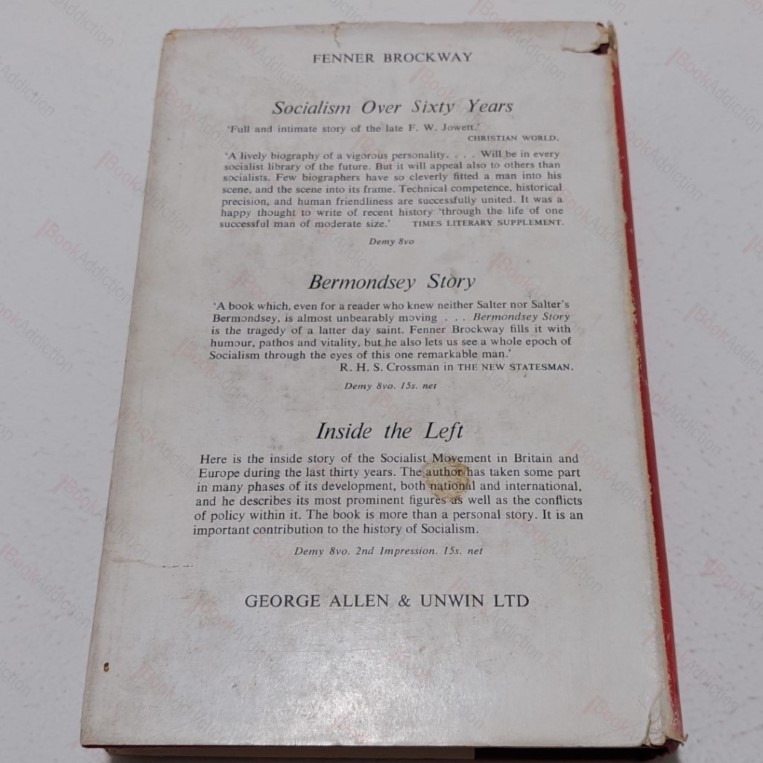 FENNER BROCKWAY
Socialism Over Sixty Years
'Full and intimate story of the late F. W. Jowett.'
CHRISTIAN WORLD.
'A lively biography of a vigorous personality. . . . Will be in every
socialist library of the future. But it will appeal also to others than
socialists. Few biographers have so cleverly fitted a man into his
scene, and the scene into its frame. Technical competence, historical
precision, and human friendliness are successfully united. It was a
happy thought to write of recent history 'through the life of one
successful man of moderate size.' TIMES LITERARY SUPPLEMENT.
Demy 8vo
Bermondsey Story
'A book which, even for a reader who knew neither Salter nor Salter's
Bermondsey, is almost unbearably moving . . . Bermondsey Story
is the tragedy of a latter day saint. Fenner Brockway fills it with
humour, pathos and vitality, but he also lets us see a whole epoch of
Socialism through the eyes of this one remarkable man.'
R. H. S. Crossman in THE NEW STATESMAN.
Demy 8vo. 15s. net
Inside the Left
Here is the inside story of the Socialist Movement in Britain and
Europe during the last thirty years. The author has taken some part
in many phases of its development, both national and international,
and he describes its most prominent figures as well as the conflicts
of policy within it. The book is more than a personal story. It is an
important contribution to the history of Socialism.
Demy 8vo. 2nd Impression. 15s. net
GEORGE ALLEN & UNWIN LTD
BookAddiction